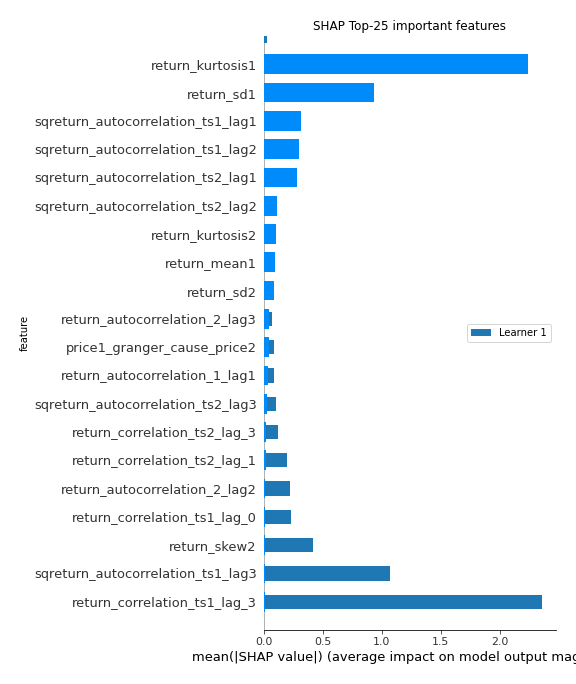 SHAP Top-25 important features
return_kurtosis1
return_sd1
sqreturn_autocorrelation_ts1_lag1
sqreturn_autocorrelation_ts1_lag2
sqreturn_autocorrelation_ts2_lag1
sqreturn_autocorrelation_ts2_lag2
return_kurtosis2
return_mean1
return_sd2
return_autocorrelation_2_lag3
price1_granger_cause_price2
return_autocorrelation_1_lag1
sqreturn_autocorrelation_ts2_lag3
return_correlation_ts2_lag_3
return_correlation_ts2_lag_1
return_autocorrelation_2_lag2
return_correlation_ts1_lag_0
return_skew2
sqreturn_autocorrelation_ts1_lag3
return_correlation_ts1_lag_3
feature
Learner 1
0.0 0.5 1.0 1.5 2.0
mean(|SHAP value|) (average impact on model output mag